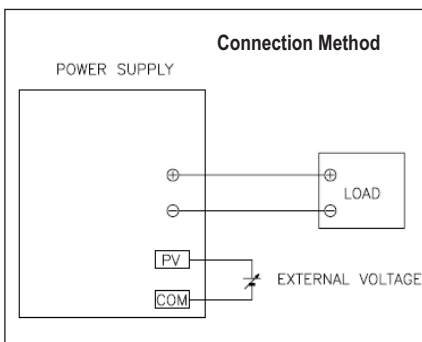 Connection Method
POWER SUPPLY
+ +
LOAD
- -
PV
EXTERNAL VOLTAGE
COM